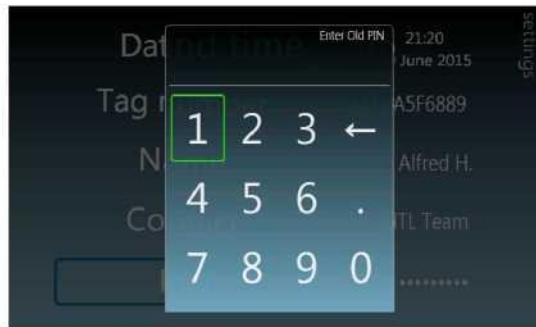 settings
Enter Old PIN
21:20
June 2015
Tag
A5F6889
Alfred H.
Team
1 2 3 ←
4 5 6 .
7 8 9 0